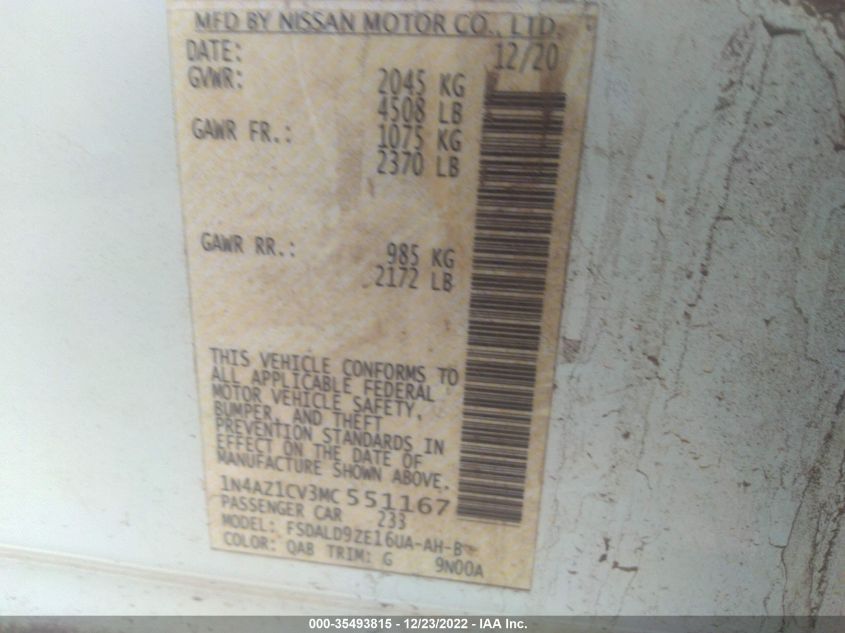 MFD BY NISSAN MOTOR CO., LTD.
DATE: 12/20
GVWR: 2045 KG
4508 LB
GAWR FR.: 1075 KG
2370 LB
GAWR RR.: 985 KG
2172 LB
THIS VEHICLE CONFORMS TO
ALL APPLICABLE FEDERAL
MOTOR VEHICLE SAFETY,
BUMPER, AND THEFT
PREVENTION STANDARDS IN
EFFECT ON THE DATE OF
MANUFACTURE SHOWN ABOVE.
1N4AZ1CV3MC551167
PASSENGER CAR 233
MODEL: FSDALD9ZE16UA-AH-B
COLOR: QAB TRIM: G 9N00A
000-35493815 - 12/23/2022 - IAA Inc.